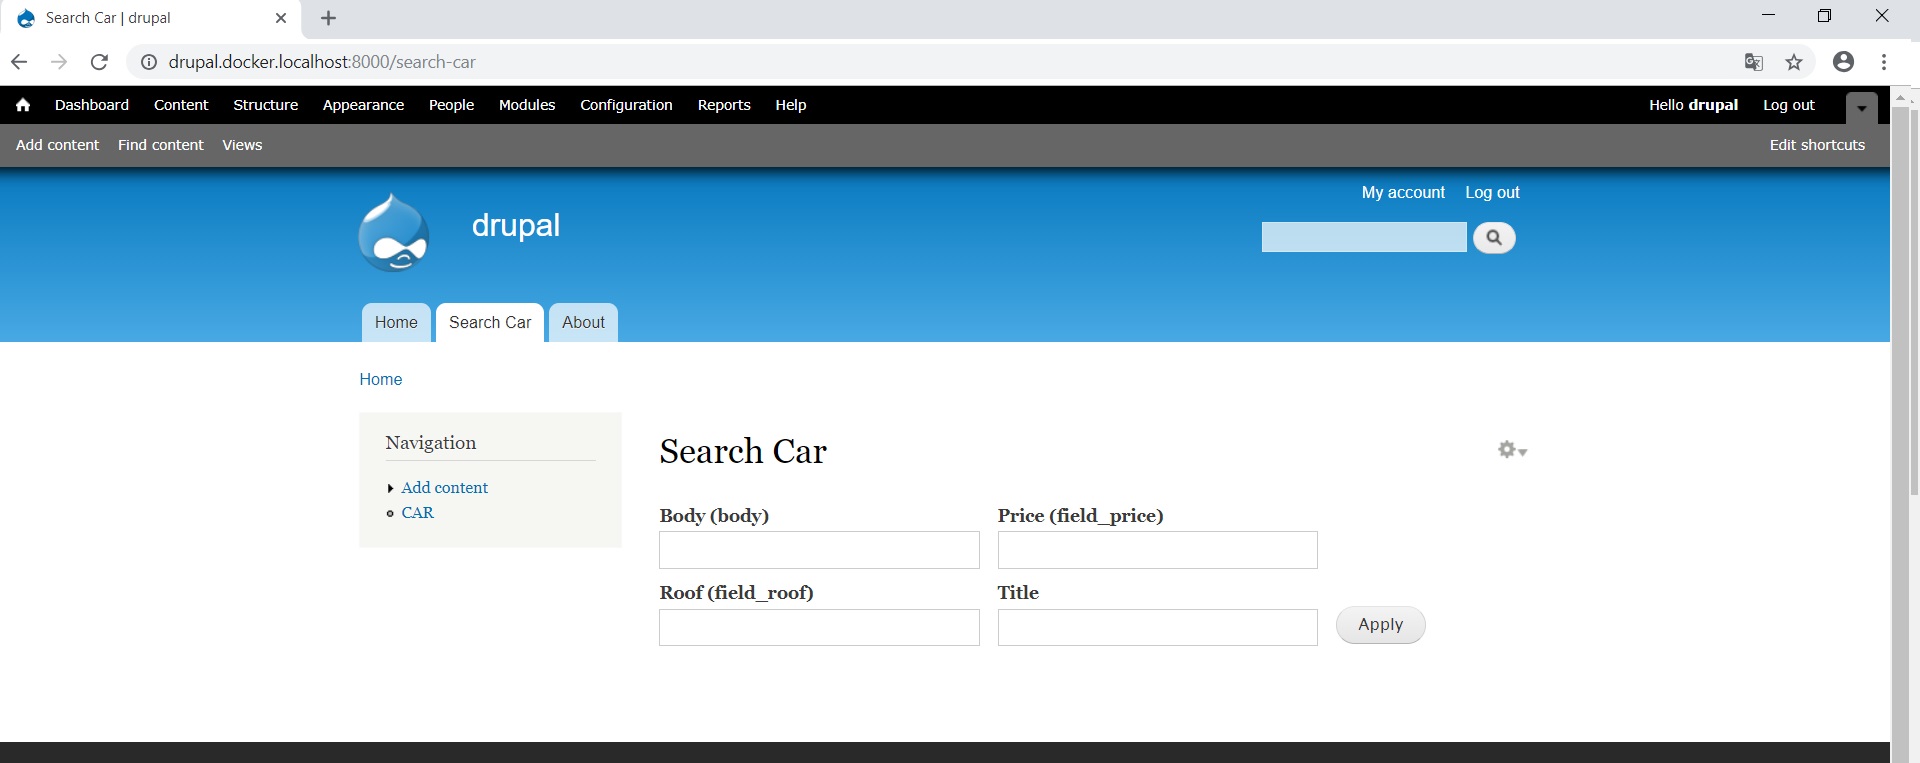 Search Car | drupal
drupal.docker.localhost:8000/search-car
Dashboard Content Structure Appearance People Modules Configuration Reports Help Hello drupal Log out
Add content Find content Views Edit shortcuts
My account Log out
drupal
Home Search Car About
Home
Navigation
Add content
CAR
Search Car
Body (body) Price (field_price)
Roof (field_roof) Title
Apply